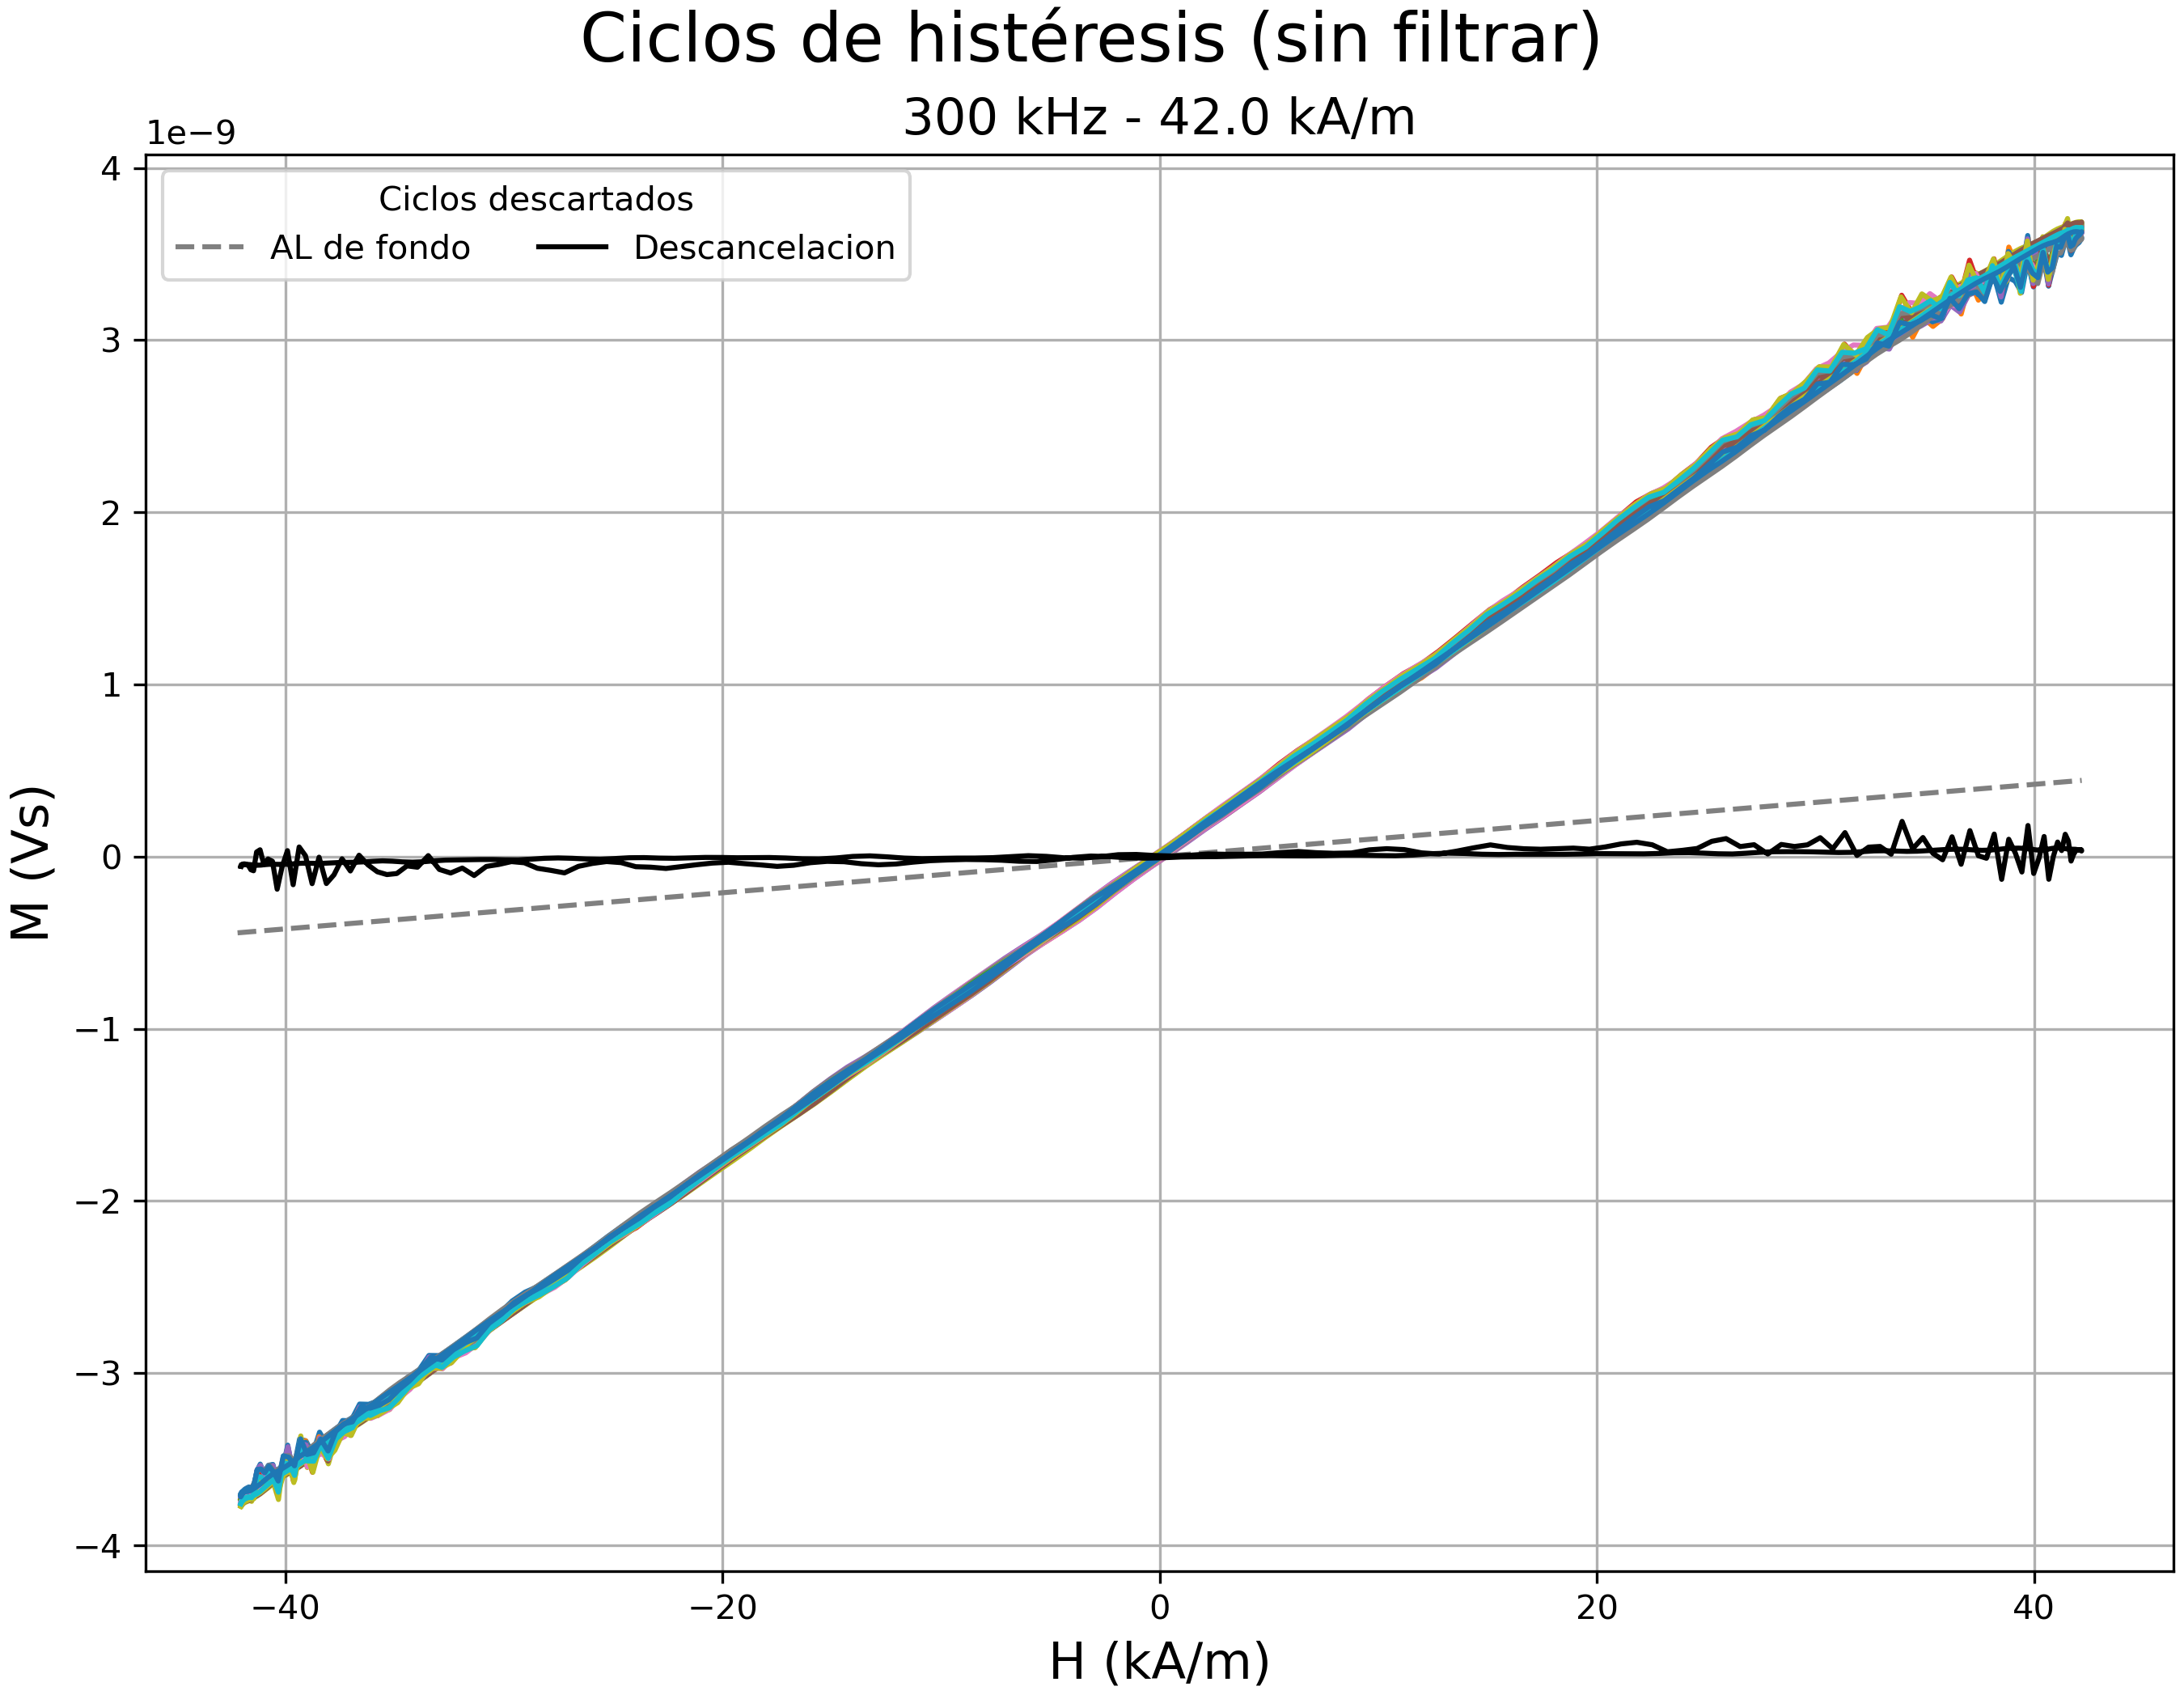 Ciclos de histéresis (sin filtrar)
300 kHz - 42.0 kA/m
1e−9
Ciclos descartados
AL de fondo
Descancelacion
4
3
2
1
0
−1
−2
−3
−4
M (Vs)
−40
−20
0
20
40
H (kA/m)